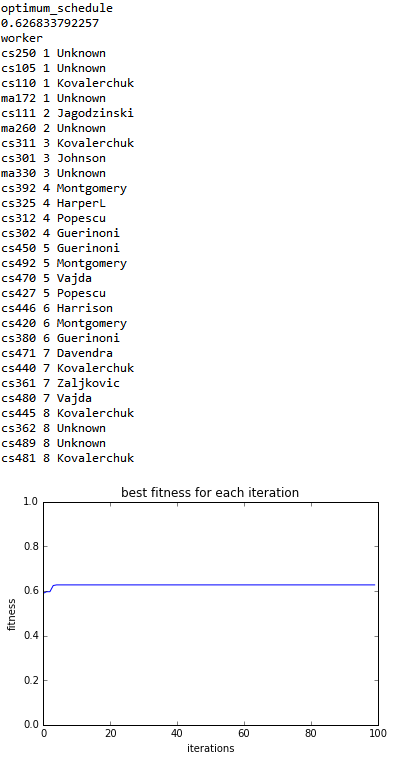 optimum_schedule
0.626833792257
worker
cs250 1 Unknown
cs105 1 Unknown
cs110 1 Kovalerchuk
ma172 1 Unknown
cs111 2 Jagodzinski
ma260 2 Unknown
cs311 3 Kovalerchuk
cs301 3 Johnson
ma330 3 Unknown
cs392 4 Montgomery
cs325 4 HarperL
cs312 4 Popescu
cs302 4 Guerinoni
cs450 5 Guerinoni
cs492 5 Montgomery
cs470 5 Vajda
cs427 5 Popescu
cs446 6 Harrison
cs420 6 Montgomery
cs380 6 Guerinoni
cs471 7 Davendra
cs440 7 Kovalerchuk
cs361 7 Zaljkovic
cs480 7 Vajda
cs445 8 Kovalerchuk
cs362 8 Unknown
cs489 8 Unknown
cs481 8 Kovalerchuk
best fitness for each iteration
1.0
0.8
0.6
0.4
0.2
0.0
fitness
0 20 40 60 80 100
iterations